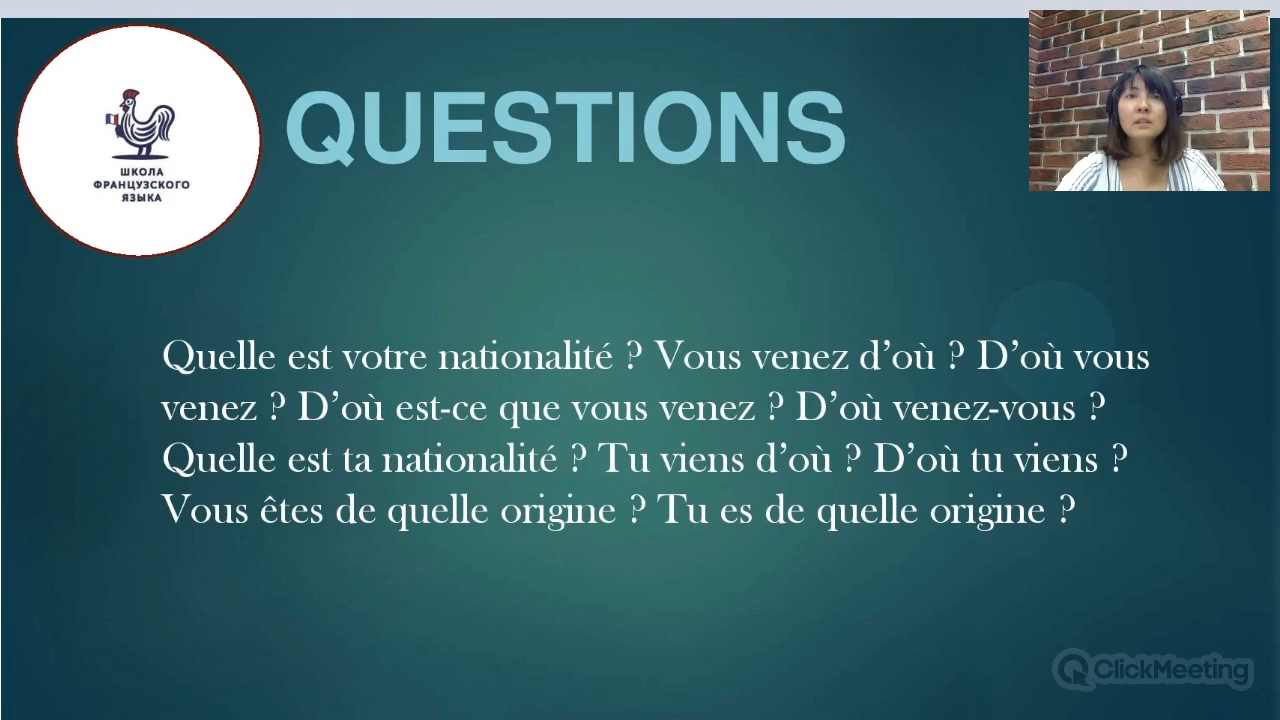 QUESTIONS
ШКОЛА
ФРАНЦУЗСКОГО
ЯЗЫКА
Quelle est votre nationalité ? Vous venez d’où ? D’où vous
venez ? D’où est-ce que vous venez ? D’où venez-vous ?
Quelle est ta nationalité ? Tu viens d’où ? D’où tu viens ?
Vous êtes de quelle origine ? Tu es de quelle origine ?
ClickMeeting